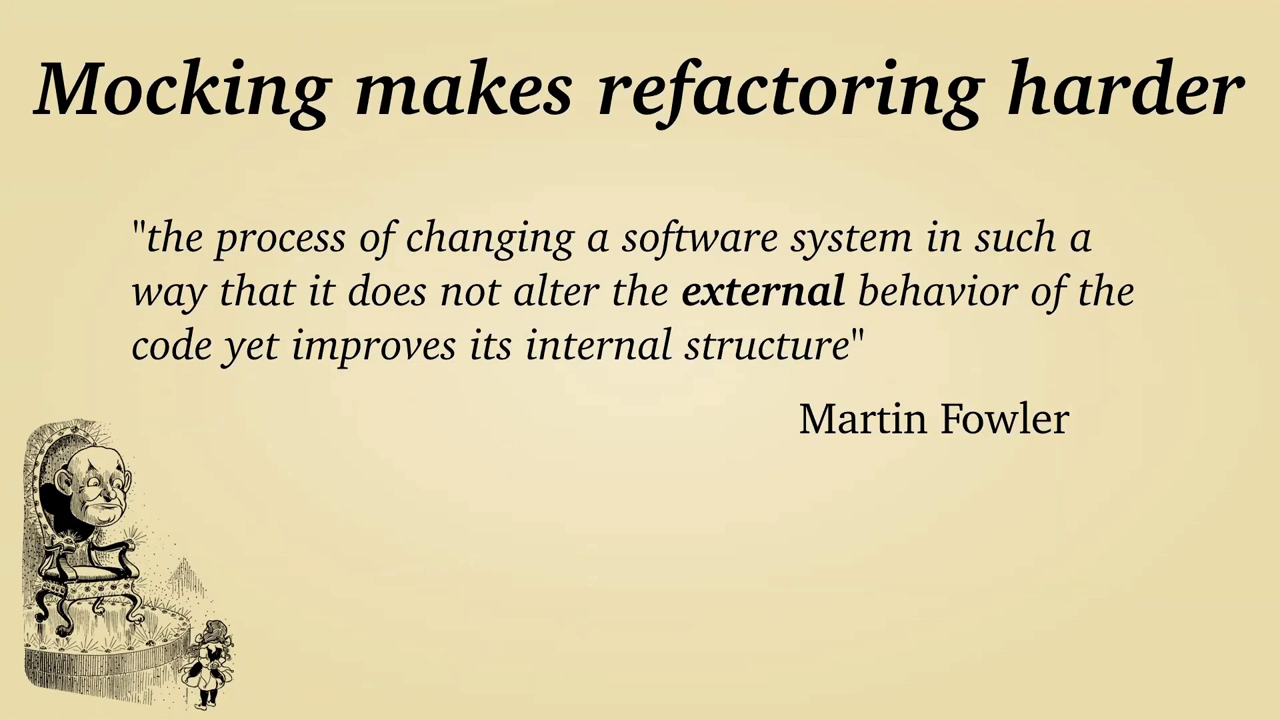 Mocking makes refactoring harder
"the process of changing a software system in such a
way that it does not alter the external behavior of the
code yet improves its internal structure"
Martin Fowler